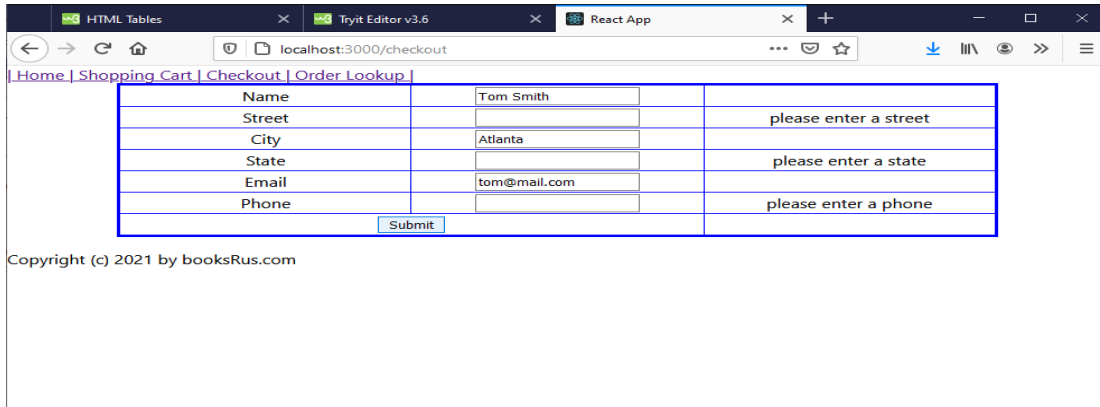 HTML Tables Tryit Editor v3.6 React App
localhost:3000/checkout
| Home | Shopping Cart | Checkout | Order Lookup |
Name Tom Smith
Street please enter a street
City Atlanta
State please enter a state
Email tom@mail.com
Phone please enter a phone
Submit
Copyright (c) 2021 by booksRus.com